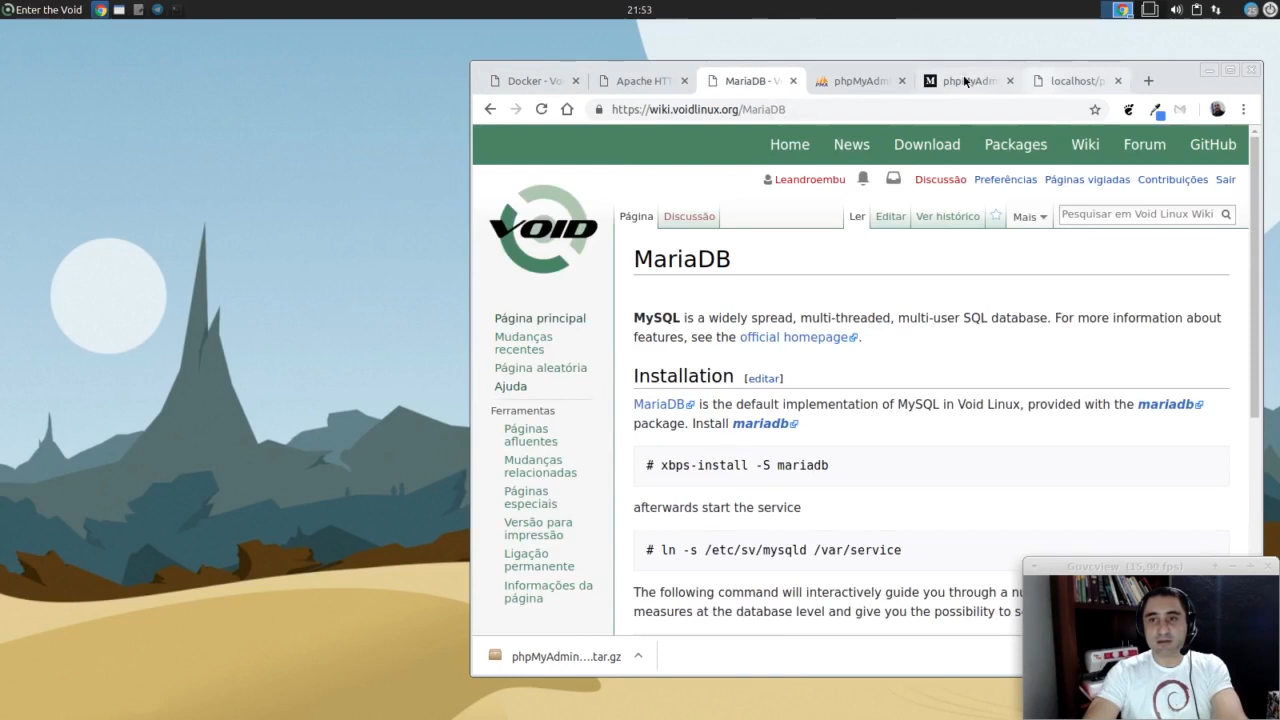 Enter the Void
21:53
25
Docker - Vo
Apache HTT
MariaDB - V
phpMyAdm
M phpMyAdm
localhost/p
https://wiki.voidlinux.org/MariaDB
Home News Download Packages Wiki Forum GitHub
Leandroembu Discussão Preferências Páginas vigiadas Contribuições Sair
Página Discussão Ler Editar Ver histórico Mais Pesquisar em Void Linux Wiki
VOID
MariaDB
MySQL is a widely spread, multi-threaded, multi-user SQL database. For more information about
features, see the official homepage.
Installation [editar]
MariaDB is the default implementation of MySQL in Void Linux, provided with the mariadb
package. Install mariadb
# xbps-install -S mariadb
afterwards start the service
# ln -s /etc/sv/mysqld /var/service
The following command will interactively guide you through a nu
measures at the database level and give you the possibility to s
Página principal
Mudanças
recentes
Página aleatória
Ajuda
Ferramentas
Páginas
afluentes
Mudanças
relacionadas
Páginas
especiais
Versão para
impressão
Ligação
permanente
Informações da
página
phpMyAdmin....tar.gz
Guvcview (15,00 fps)